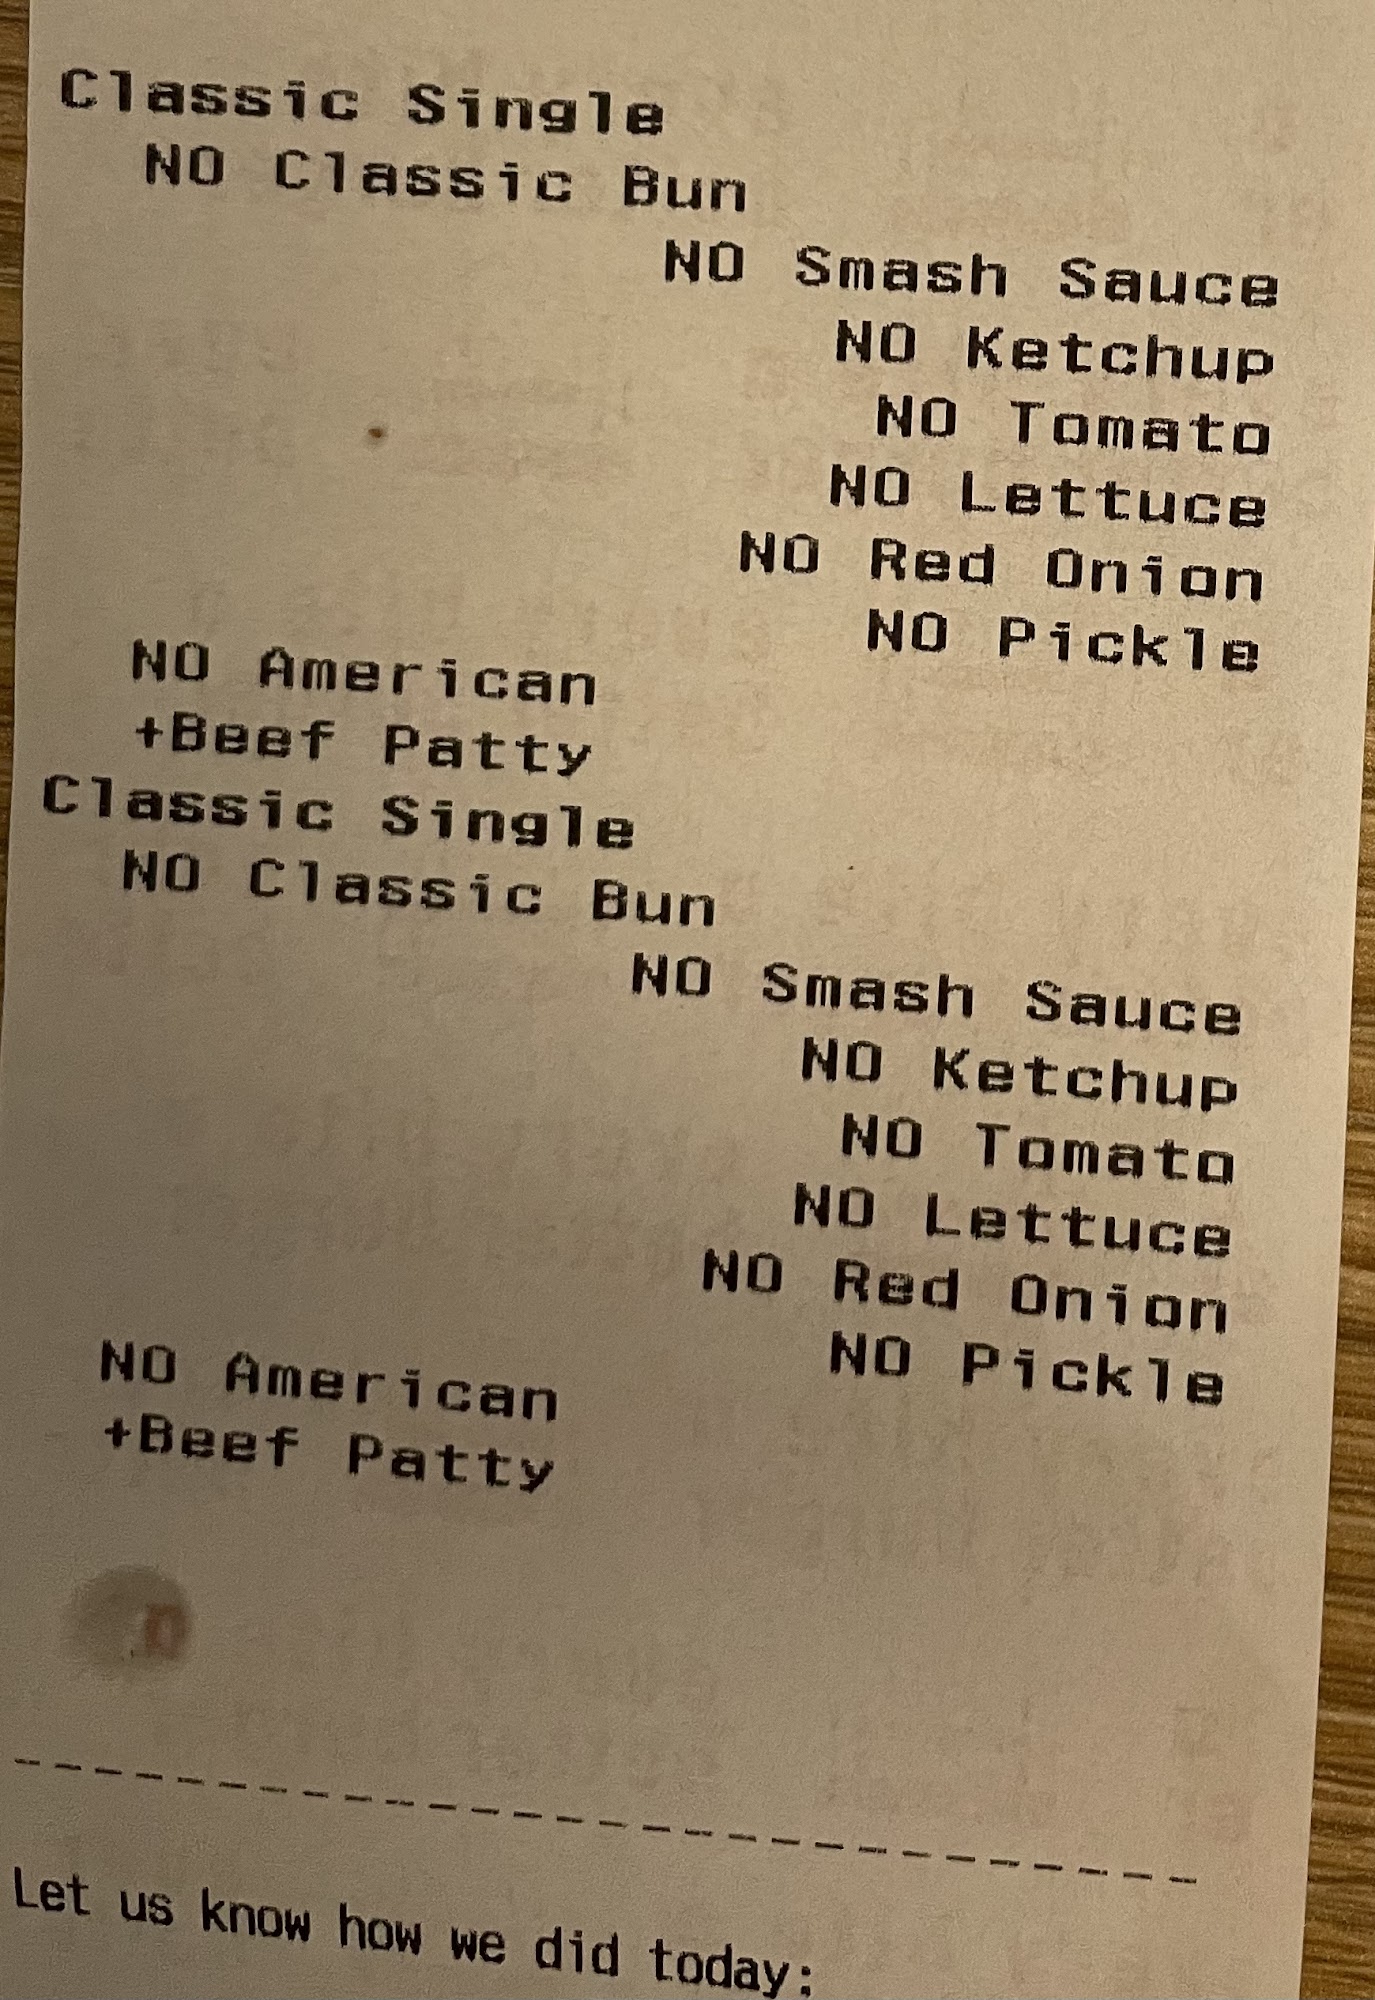 Classic Single
NO Classic Bun
NO Smash Sauce
NO Ketchup
NO Tomato
NO Lettuce
NO Red Onion
NO Pickle
NO American
+Beef Patty
Classic Single
NO Classic Bun
NO Smash Sauce
NO Ketchup
NO Tomato
NO Lettuce
NO Red Onion
NO Pickle
NO American
+Beef Patty
Let us know how we did today: